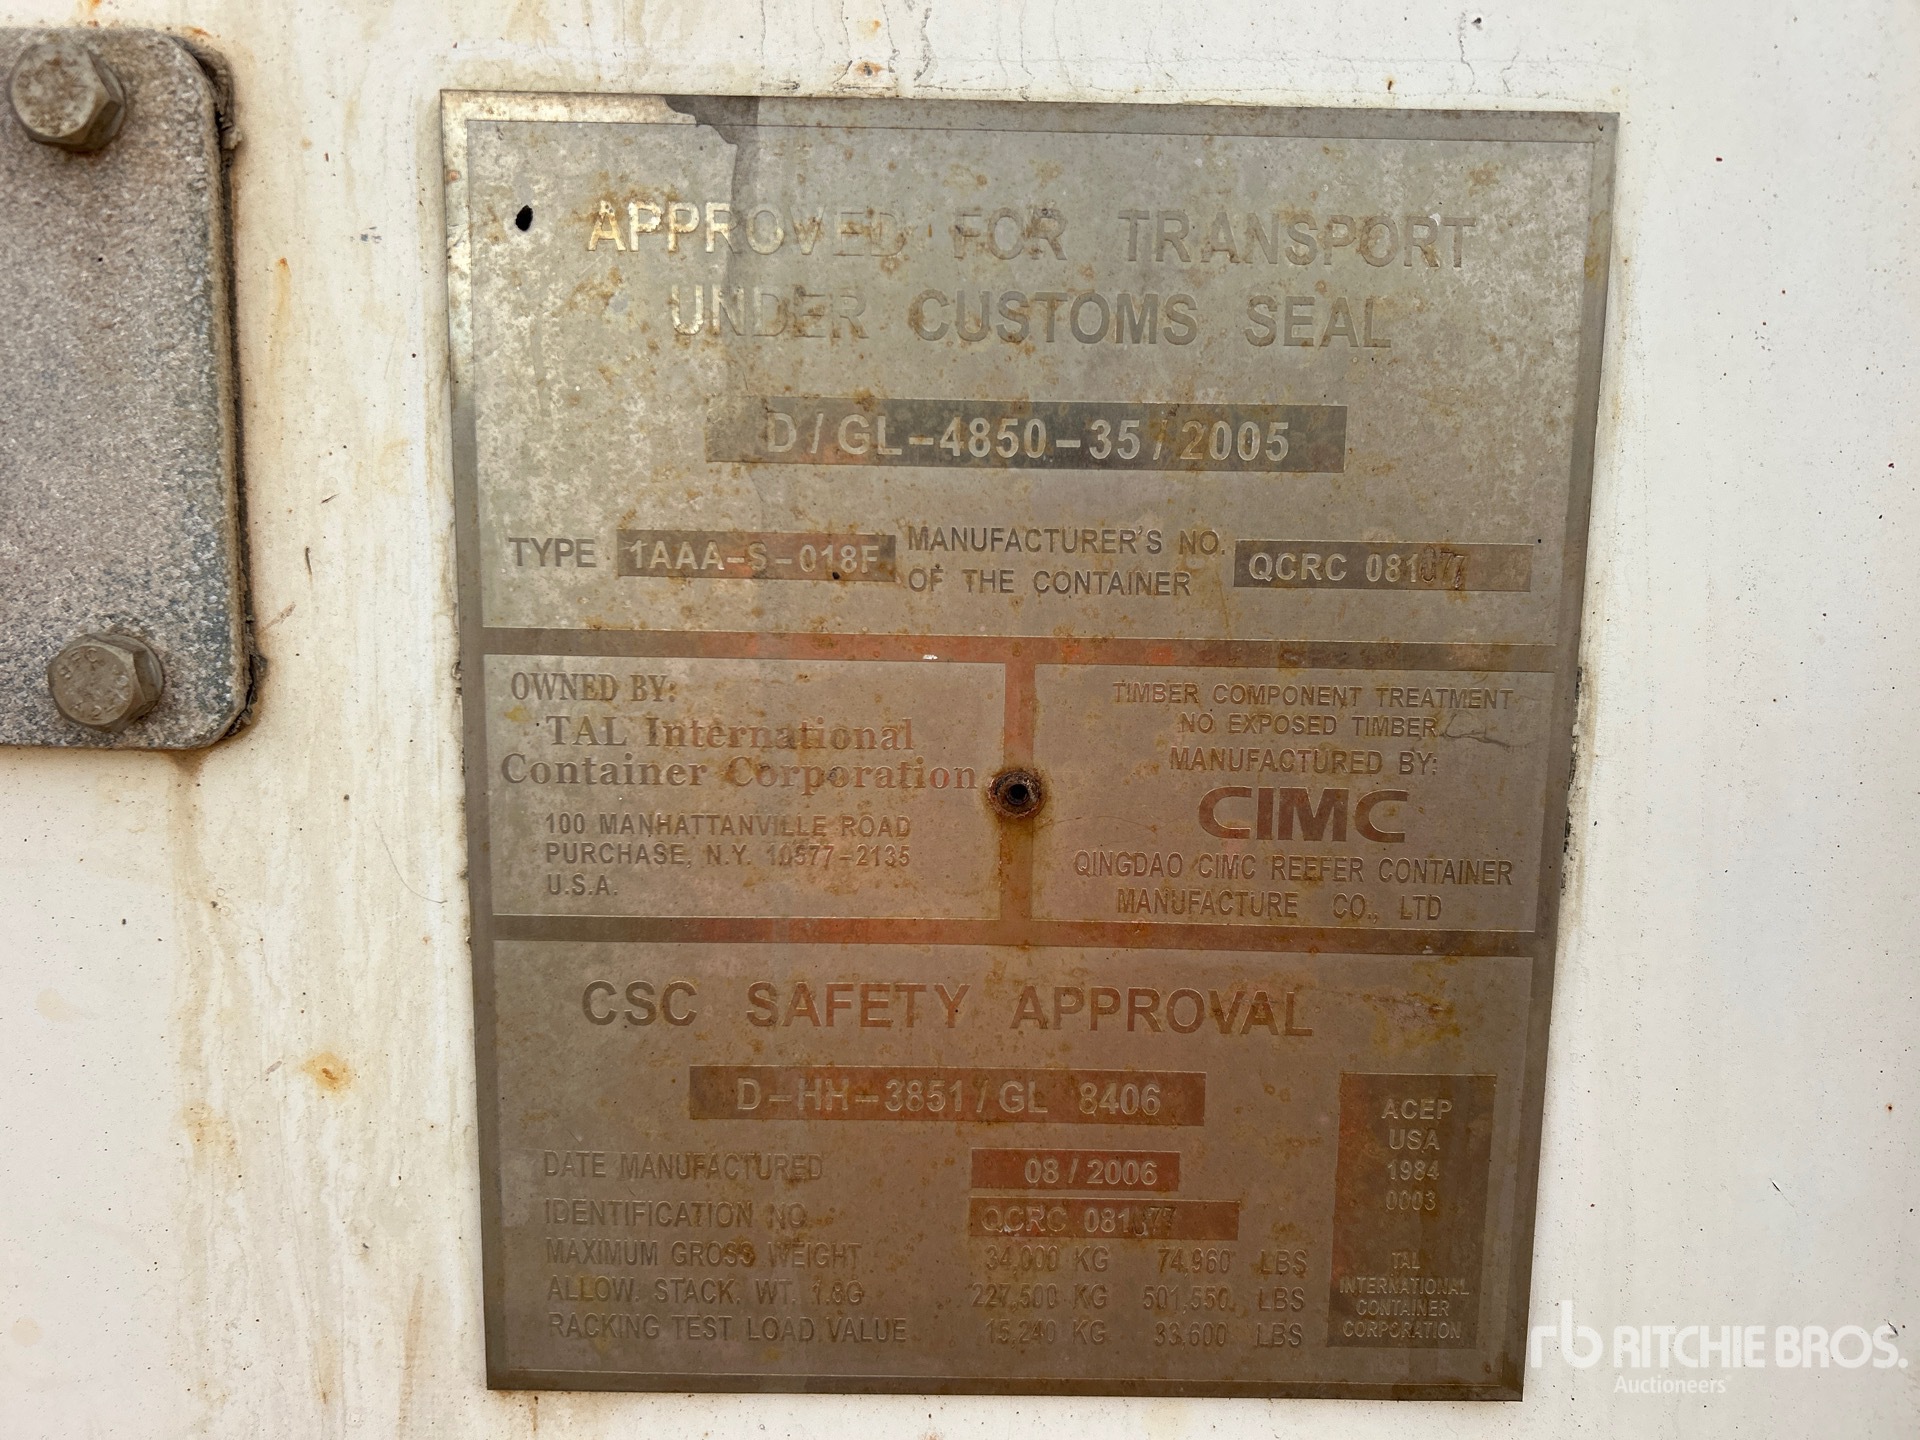 APPROVED FOR TRANSPORT
UNDER CUSTOMS SEAL
D/GL-4850-35/2005
TYPE 1AAA-S-018F MANUFACTURER'S NO. OF THE CONTAINER QCRC 081077
OWNED BY:
TAL International
Container Corporation
100 MANHATTANVILLE ROAD
PURCHASE, N.Y. 10577-2135
U.S.A.
TIMBER COMPONENT TREATMENT
NO EXPOSED TIMBER
MANUFACTURED BY:
CIMC
QINGDAO CIMC REEFER CONTAINER
MANUFACTURE CO., LTD
CSC SAFETY APPROVAL
D-HH-3851/GL 8406
DATE MANUFACTURED 08/2006
IDENTIFICATION NO. QCRC
MAXIMUM GROSS WEIGHT 34,000 KG 74,960 LBS
ALLOW. STACK. WT. 1.8G 227,500 KG 501,550 LBS
RACKING TEST LOAD VALUE 15,240 KG 33,600 LBS
ACEP
USA
1984
0003
TAL
INTERNATIONAL
CONTAINER
CORPORATION
rb RITCHIE BROS.
Auctioneers